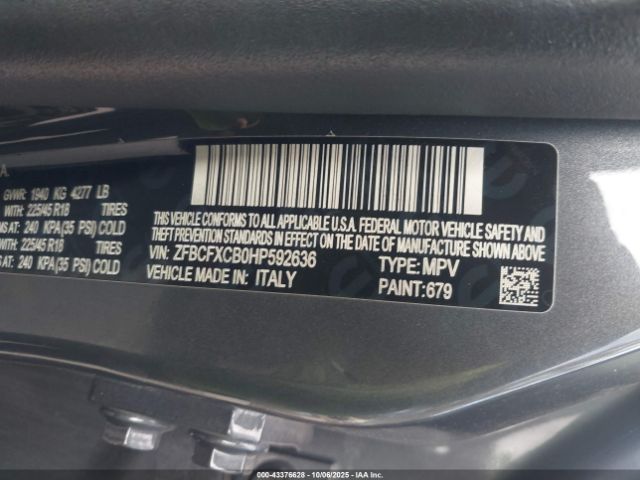 A.
GVWR: 1940 KG 4277 LB
WITH: 225/45 R18 TIRES
AT: 240 KPA(35 PSI) COLD
WITH: 225/45 R18 TIRES
AT: 240 KPA(35 PSI) COLD
THIS VEHICLE CONFORMS TO ALL APPLICABLE U.S.A. FEDERAL MOTOR VEHICLE SAFETY AND
THEFT PREVENTION STANDARDS IN EFFECT ON THE DATE OF MANUFACTURE SHOWN ABOVE
VIN: ZFBCFXCB0HP592636 TYPE: MPV
VEHICLE MADE IN ITALY PAINT:679
000-43376628 - 10/06/2025 - IAA Inc.